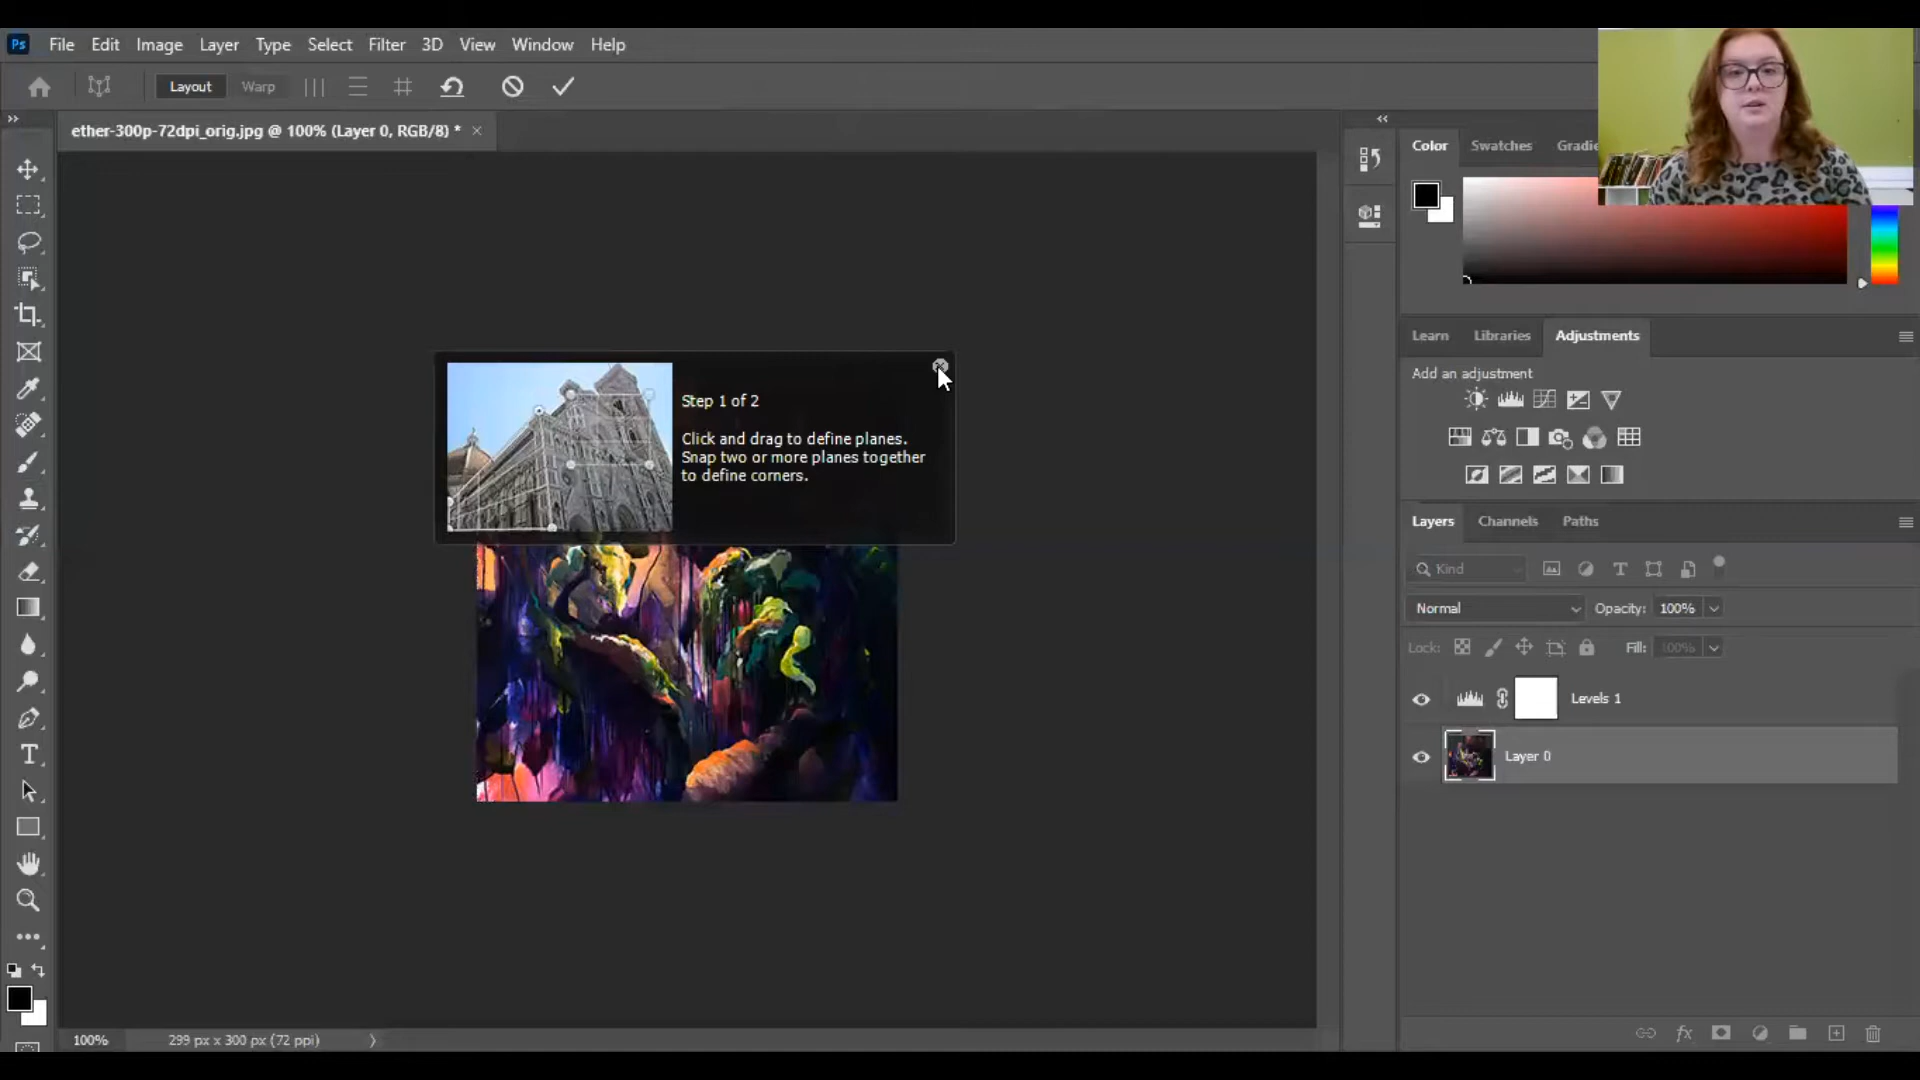 Ps File Edit Image Layer Type Select Filter 3D View Window Help
Layout Warp
ether-300p-72dpi_orig.jpg @ 100% (Layer 0, RGB/8) *
Color Swatches Gradie
Step 1 of 2
Click and drag to define planes.
Snap two or more planes together
to define corners.
Learn Libraries Adjustments
Add an adjustment
Layers Channels Paths
Kind
Normal Opacity: 100%
Lock: Fill: 100%
Levels 1
Layer 0
100% 299 px x 300 px (72 ppi)